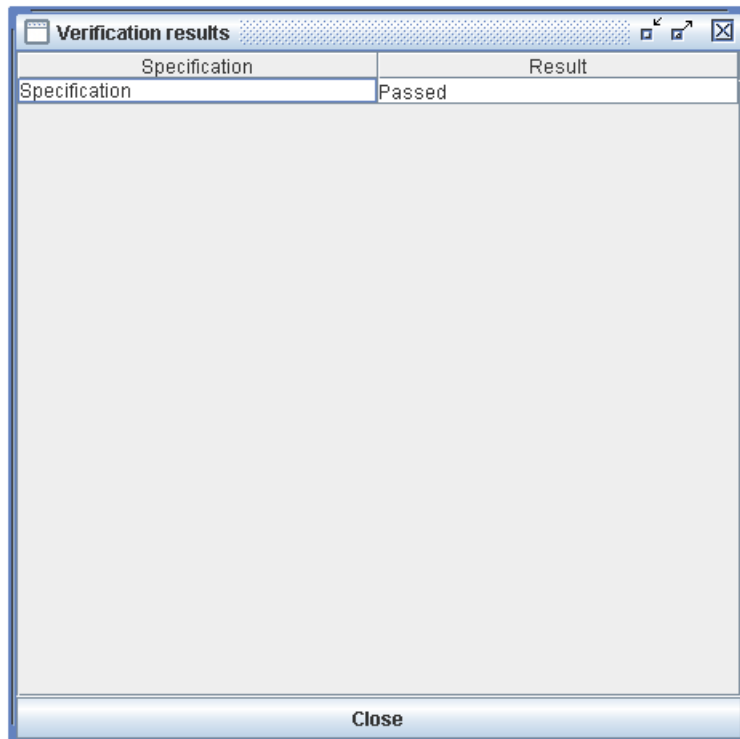 Verification results
Specification Result
Specification Passed
Close